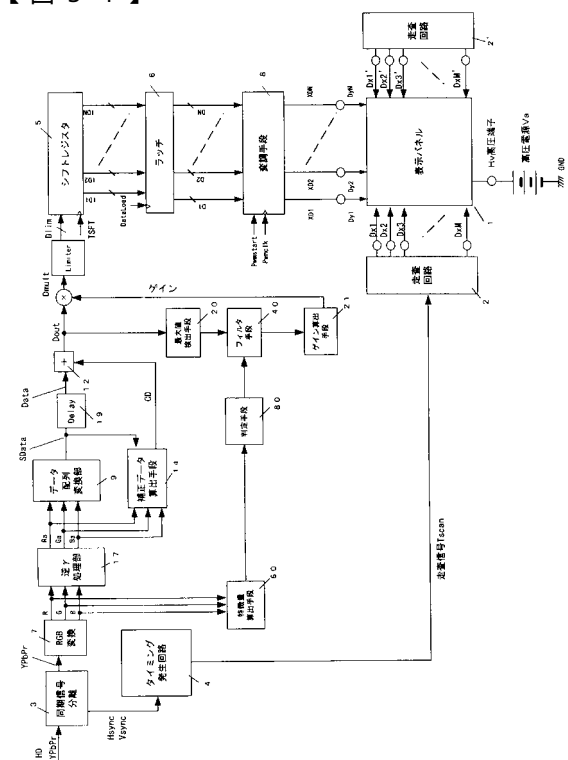 【図 3 4】
HD
YPbPr
3
同期信号
分離
YPbPr
7
RGB
変換
R
G
B
17
逆γ
処理部
Ra
Ga
Ba
9
データ
配列
変換部
SData
19
Delay
Data
12
+
Dout
×
Dmult
Limiter
Dlim
TSFT
5
シフトレジスタ
ID1
ID2
IDN
DataLoad
6
ラッチ
D1
D2
DN
8
変調手段
Pwmstart
Pwmclk
XD1
XD2
XDN
Dy1
Dy2
DyN
表示パネル
1
走査
回路
2'
Dx1'
Dx2'
Dx3'
DxM'
走査
回路
2
Dx1
Dx2
Dx3
DxM
Hv高圧端子
高圧電源Va
GND
補正データ
算出手段
14
CD
ゲイン
20
最大値
検出手段
40
フィルタ
手段
21
ゲイン算出
手段
80
判定手段
60
特徴量
算出手段
Hsync
Vsync
タイミング
発生回路
4
走査信号Tscan